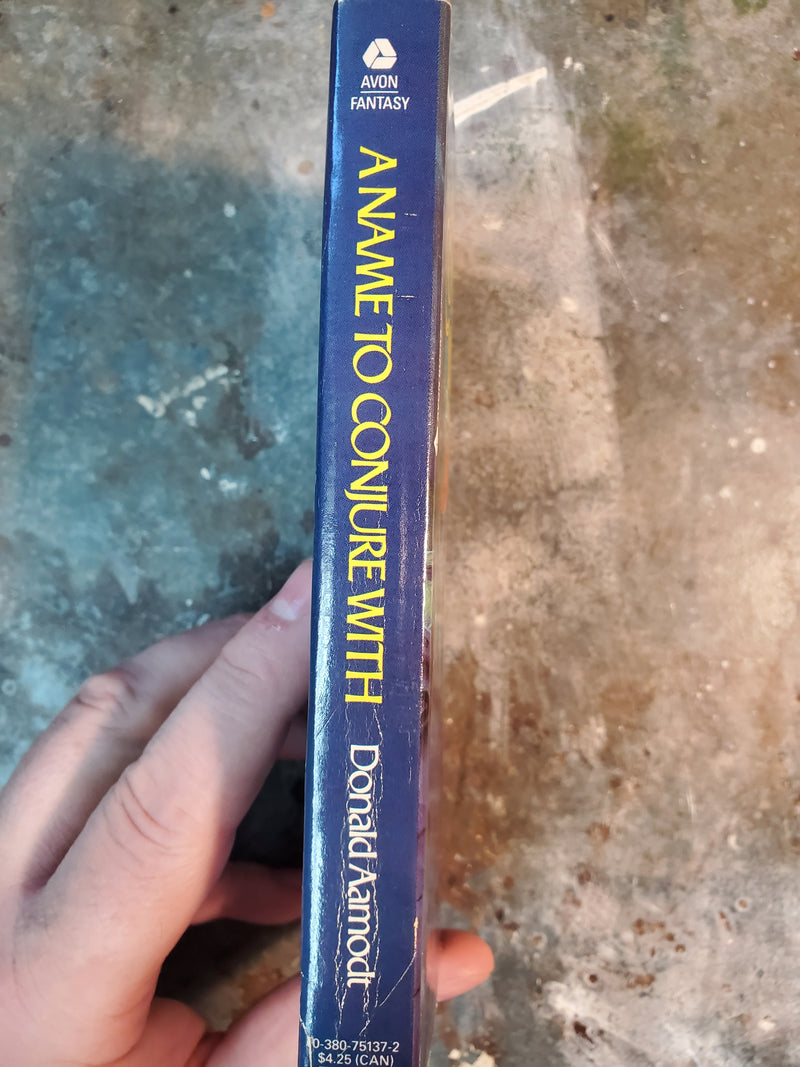 AVON
FANTASY
A NAME TO CONJURE WITH
Donald Aamodt
0-380-75137-2
$4.25 (CAN)